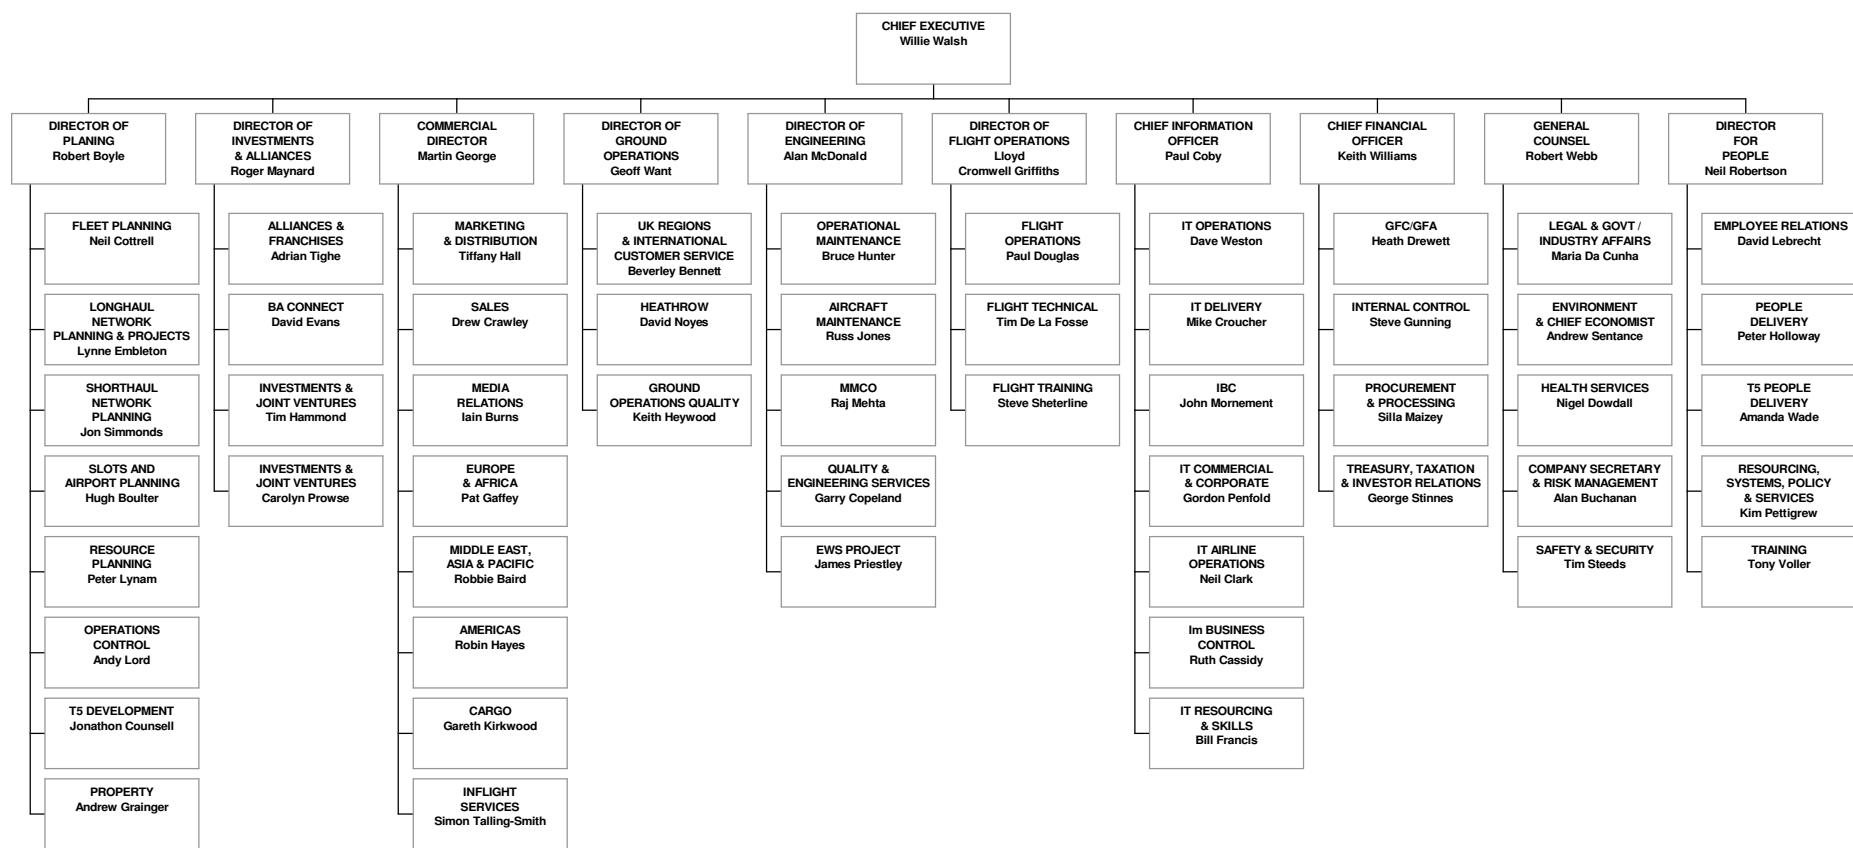 CHIEF EXECUTIVE
Willie Walsh
DIRECTOR OF
PLANING
Robert Boyle
DIRECTOR OF
INVESTMENTS
& ALLIANCES
Roger Maynard
COMMERCIAL
DIRECTOR
Martin George
DIRECTOR OF
GROUND
OPERATIONS
Geoff Want
DIRECTOR OF
ENGINEERING
Alan McDonald
DIRECTOR OF
FLIGHT OPERATIONS
Lloyd
Cromwell Griffiths
CHIEF INFORMATION
OFFICER
Paul Coby
CHIEF FINANCIAL
OFFICER
Keith Williams
GENERAL
COUNSEL
Robert Webb
DIRECTOR
FOR
PEOPLE
Neil Robertson
FLEET PLANNING
Neil Cottrell
LONGHAUL
NETWORK
PLANNING & PROJECTS
Lynne Embleton
SHORTHAUL
NETWORK
PLANNING
Jon Simmonds
SLOTS AND
AIRPORT PLANNING
Hugh Boulter
RESOURCE
PLANNING
Peter Lynam
OPERATIONS
CONTROL
Andy Lord
T5 DEVELOPMENT
Jonathon Counsell
PROPERTY
Andrew Grainger
ALLIANCES &
FRANCHISES
Adrian Tighe
BA CONNECT
David Evans
INVESTMENTS &
JOINT VENTURES
Tim Hammond
INVESTMENTS &
JOINT VENTURES
Carolyn Prowse
MARKETING
& DISTRIBUTION
Tiffany Hall
SALES
Drew Crawley
MEDIA
RELATIONS
Iain Burns
EUROPE
& AFRICA
Pat Gaffey
MIDDLE EAST,
ASIA & PACIFIC
Robbie Baird
AMERICAS
Robin Hayes
CARGO
Gareth Kirkwood
INFLIGHT
SERVICES
Simon Talling-Smith
UK REGIONS
& INTERNATIONAL
CUSTOMER SERVICE
Beverley Bennett
HEATHROW
David Noyes
GROUND
OPERATIONS QUALITY
Keith Heywood
OPERATIONAL
MAINTENANCE
Bruce Hunter
AIRCRAFT
MAINTENANCE
Russ Jones
MMCO
Raj Mehta
QUALITY &
ENGINEERING SERVICES
Garry Copeland
EWS PROJECT
James Priestley
FLIGHT
OPERATIONS
Paul Douglas
FLIGHT TECHNICAL
Tim De La Fosse
FLIGHT TRAINING
Steve Sheterline
IT OPERATIONS
Dave Weston
IT DELIVERY
Mike Croucher
IBC
John Mornement
IT COMMERCIAL
& CORPORATE
Gordon Penfold
IT AIRLINE
OPERATIONS
Neil Clark
Im BUSINESS
CONTROL
Ruth Cassidy
IT RESOURCING
& SKILLS
Bill Francis
GFC/GFA
Heath Drewett
INTERNAL CONTROL
Steve Gunning
PROCUREMENT
& PROCESSING
Silla Maizey
TREASURY, TAXATION
& INVESTOR RELATIONS
George Stinnes
LEGAL & GOVT /
INDUSTRY AFFAIRS
Maria Da Cunha
ENVIRONMENT
& CHIEF ECONOMIST
Andrew Sentance
HEALTH SERVICES
Nigel Dowdall
COMPANY SECRETARY
& RISK MANAGEMENT
Alan Buchanan
SAFETY & SECURITY
Tim Steeds
EMPLOYEE RELATIONS
David Lebrecht
PEOPLE
DELIVERY
Peter Holloway
T5 PEOPLE
DELIVERY
Amanda Wade
RESOURCING,
SYSTEMS, POLICY
& SERVICES
Kim Pettigrew
TRAINING
Tony Voller